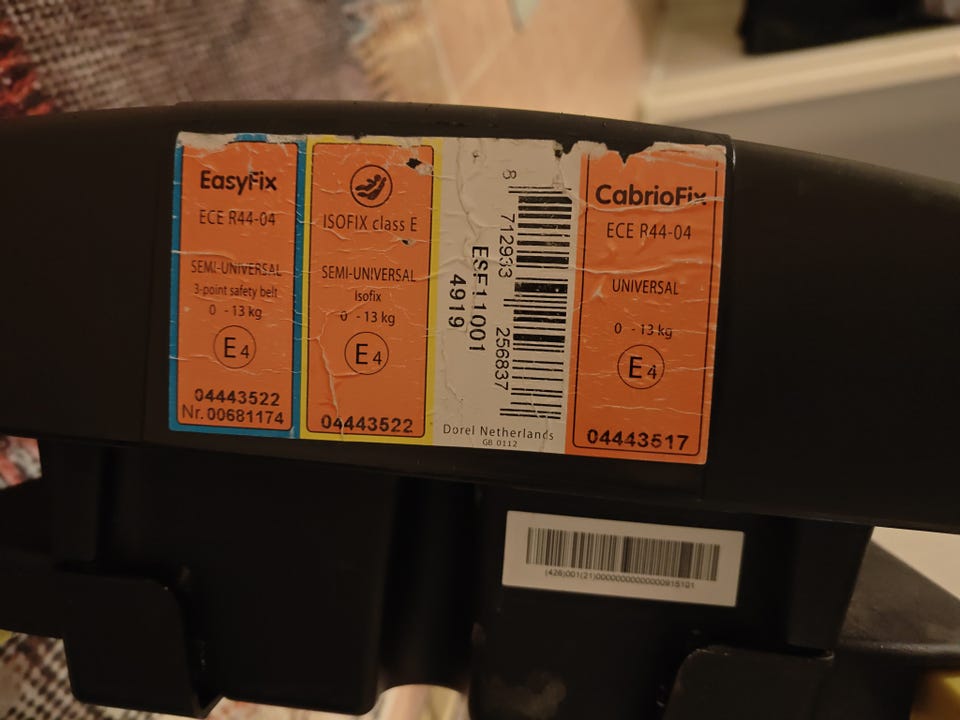 EasyFix
ECE R44-04
SEMI-UNIVERSAL
3-point safety belt
0 - 13 kg
E4
04443522
Nr. 00681174
ISOFIX class E
SEMI-UNIVERSAL
Isofix
0 - 13 kg
E4
04443522
ESF11001
4919
8 712933 256837
Dorel Netherlands
GB 0112
CabrioFix
ECE R44-04
UNIVERSAL
0 - 13 kg
E4
04443517